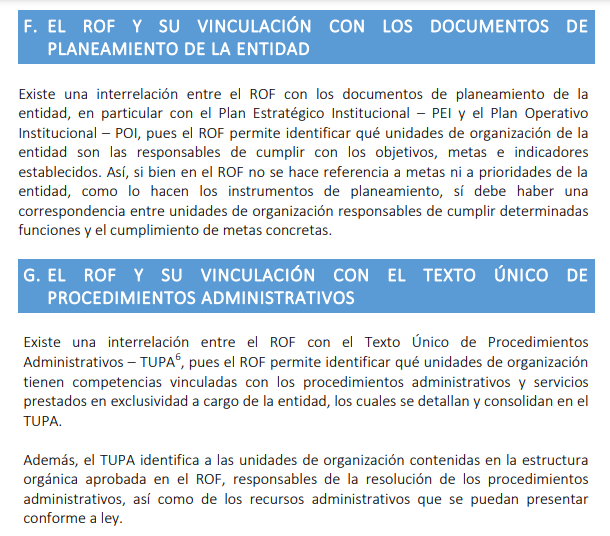 F. EL ROF Y SU VINCULACIÓN CON LOS DOCUMENTOS DE
PLANEAMIENTO DE LA ENTIDAD
Existe una interrelación entre el ROF con los documentos de planeamiento de la
entidad, en particular con el Plan Estratégico Institucional – PEI y el Plan Operativo
Institucional – POI, pues el ROF permite identificar qué unidades de organización de la
entidad son las responsables de cumplir con los objetivos, metas e indicadores
establecidos. Así, si bien en el ROF no se hace referencia a metas ni a prioridades de la
entidad, como lo hacen los instrumentos de planeamiento, sí debe haber una
correspondencia entre unidades de organización responsables de cumplir determinadas
funciones y el cumplimiento de metas concretas.
G. EL ROF Y SU VINCULACIÓN CON EL TEXTO ÚNICO DE
PROCEDIMIENTOS ADMINISTRATIVOS
Existe una interrelación entre el ROF con el Texto Único de Procedimientos
Administrativos – TUPA⁶, pues el ROF permite identificar qué unidades de organización
tienen competencias vinculadas con los procedimientos administrativos y servicios
prestados en exclusividad a cargo de la entidad, los cuales se detallan y consolidan en el
TUPA.
Además, el TUPA identifica a las unidades de organización contenidas en la estructura
orgánica aprobada en el ROF, responsables de la resolución de los procedimientos
administrativos, así como de los recursos administrativos que se puedan presentar
conforme a ley.